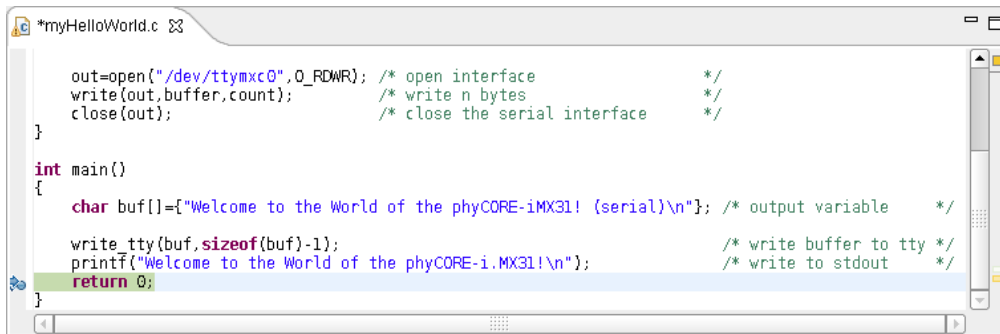 *myHelloWorld.c
out=open("/dev/ttymxc0",O_RDWR); /* open interface */
write(out,buffer,count); /* write n bytes */
close(out); /* close the serial interface */
}
int main()
{
char buf[]={"Welcome to the World of the phyCORE-iMX31! (serial)\n"}; /* output variable */
write_tty(buf,sizeof(buf)-1); /* write buffer to tty */
printf("Welcome to the World of the phyCORE-i.MX31!\n"); /* write to stdout */
return 0;
}